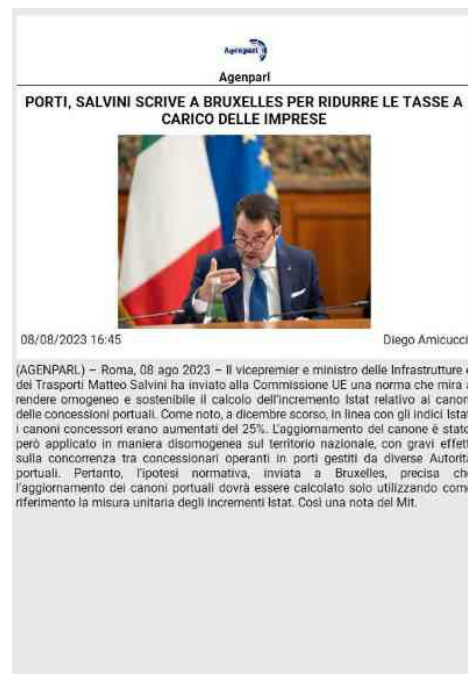 Agenparl
Agenparl
PORTI, SALVINI SCRIVE A BRUXELLES PER RIDURRE LE TASSE A
CARICO DELLE IMPRESE
08/08/2023 16:45
Diego Amicucci
(AGENPARL) – Roma, 08 ago 2023 – Il vicepremier e ministro delle Infrastrutture e
dei Trasporti Matteo Salvini ha inviato alla Commissione UE una norma che mira a
rendere omogeneo e sostenibile il calcolo dell'incremento Istat relativo ai canoni
delle concessioni portuali. Come noto, a dicembre scorso, in linea con gli indici Istat
i canoni concessori erano aumentati del 25%. L'aggiornamento del canone è stato
però applicato in maniera disomogenea sul territorio nazionale, con gravi effetti
sulla concorrenza tra concessionari operanti in porti gestiti da diverse Autorità
portuali. Pertanto, l'ipotesi normativa, inviata a Bruxelles, precisa che
l'aggiornamento dei canoni portuali dovrà essere calcolato solo utilizzando come
riferimento la misura unitaria degli incrementi Istat. Così una nota del Mit.